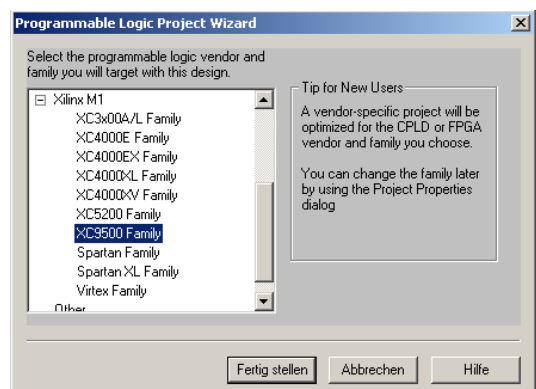 Programmable Logic Project Wizard
Select the programmable logic vendor and
family you will target with this design.
Xilinx M1
XC3x00A/L Family
XC4000E Family
XC4000EX Family
XC4000XL Family
XC4000XV Family
XC5200 Family
XC9500 Family
Spartan Family
Spartan XL Family
Virtex Family
Other
Tip for New Users
A vendor-specific project will be
optimized for the CPLD or FPGA
vendor and family you choose.
You can change the family later
by using the Project Properties
dialog
Fertig stellen
Abbrechen
Hilfe